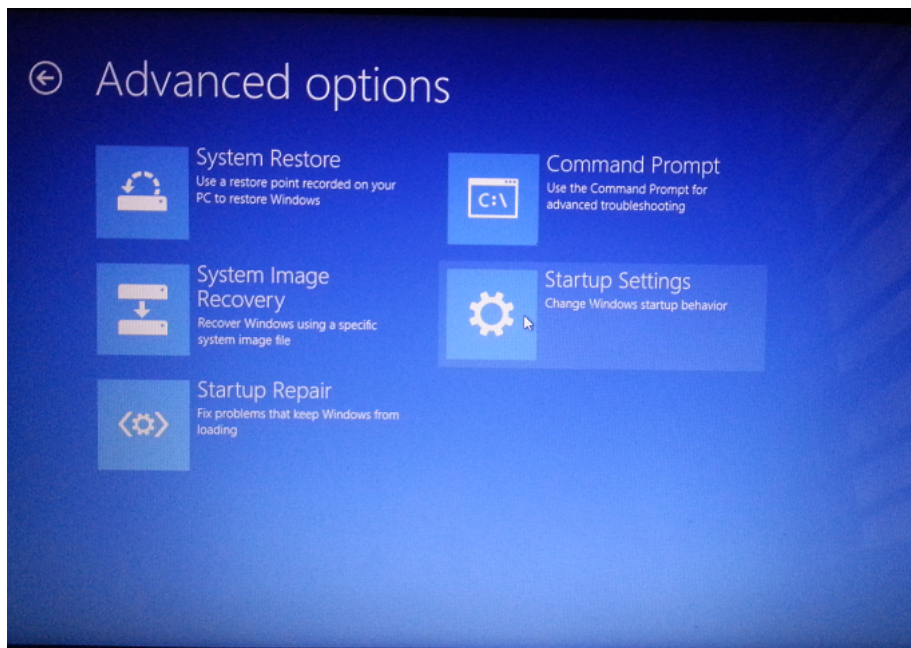 Advanced options
System Restore
Use a restore point recorded on your
PC to restore Windows
System Image
Recovery
Recover Windows using a specific
system image file
Startup Repair
Fix problems that keep Windows from
loading
Command Prompt
Use the Command Prompt for
advanced troubleshooting
C:\
Startup Settings
Change Windows startup behavior